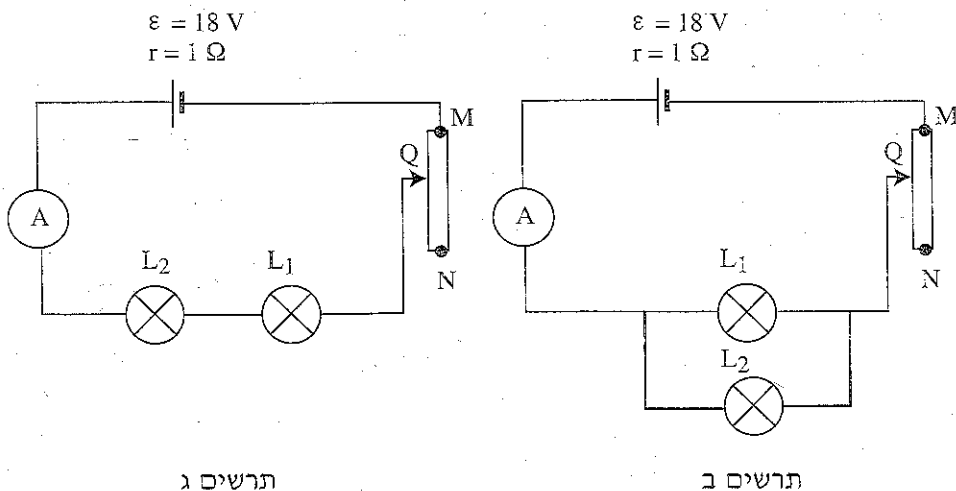 ε = 18 V
r = 1 Ω
M
Q
A
N
L₂
L₁
תרשים ג
ε = 18 V
r = 1 Ω
M
Q
A
N
L₁
L₂
תרשים ב